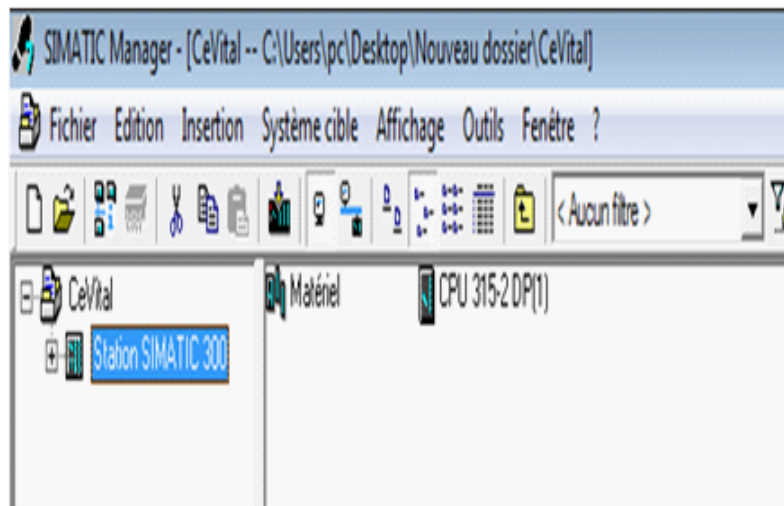 SIMATIC Manager - [CeVital -- C:\Users\pc\Desktop\Nouveau dossier\CeVital]
Fichier Edition Insertion Système cible Affichage Outils Fenêtre ?
< Aucun filtre >
CeVital
Station SIMATIC 300
Matériel CPU 315-2 DP(1)